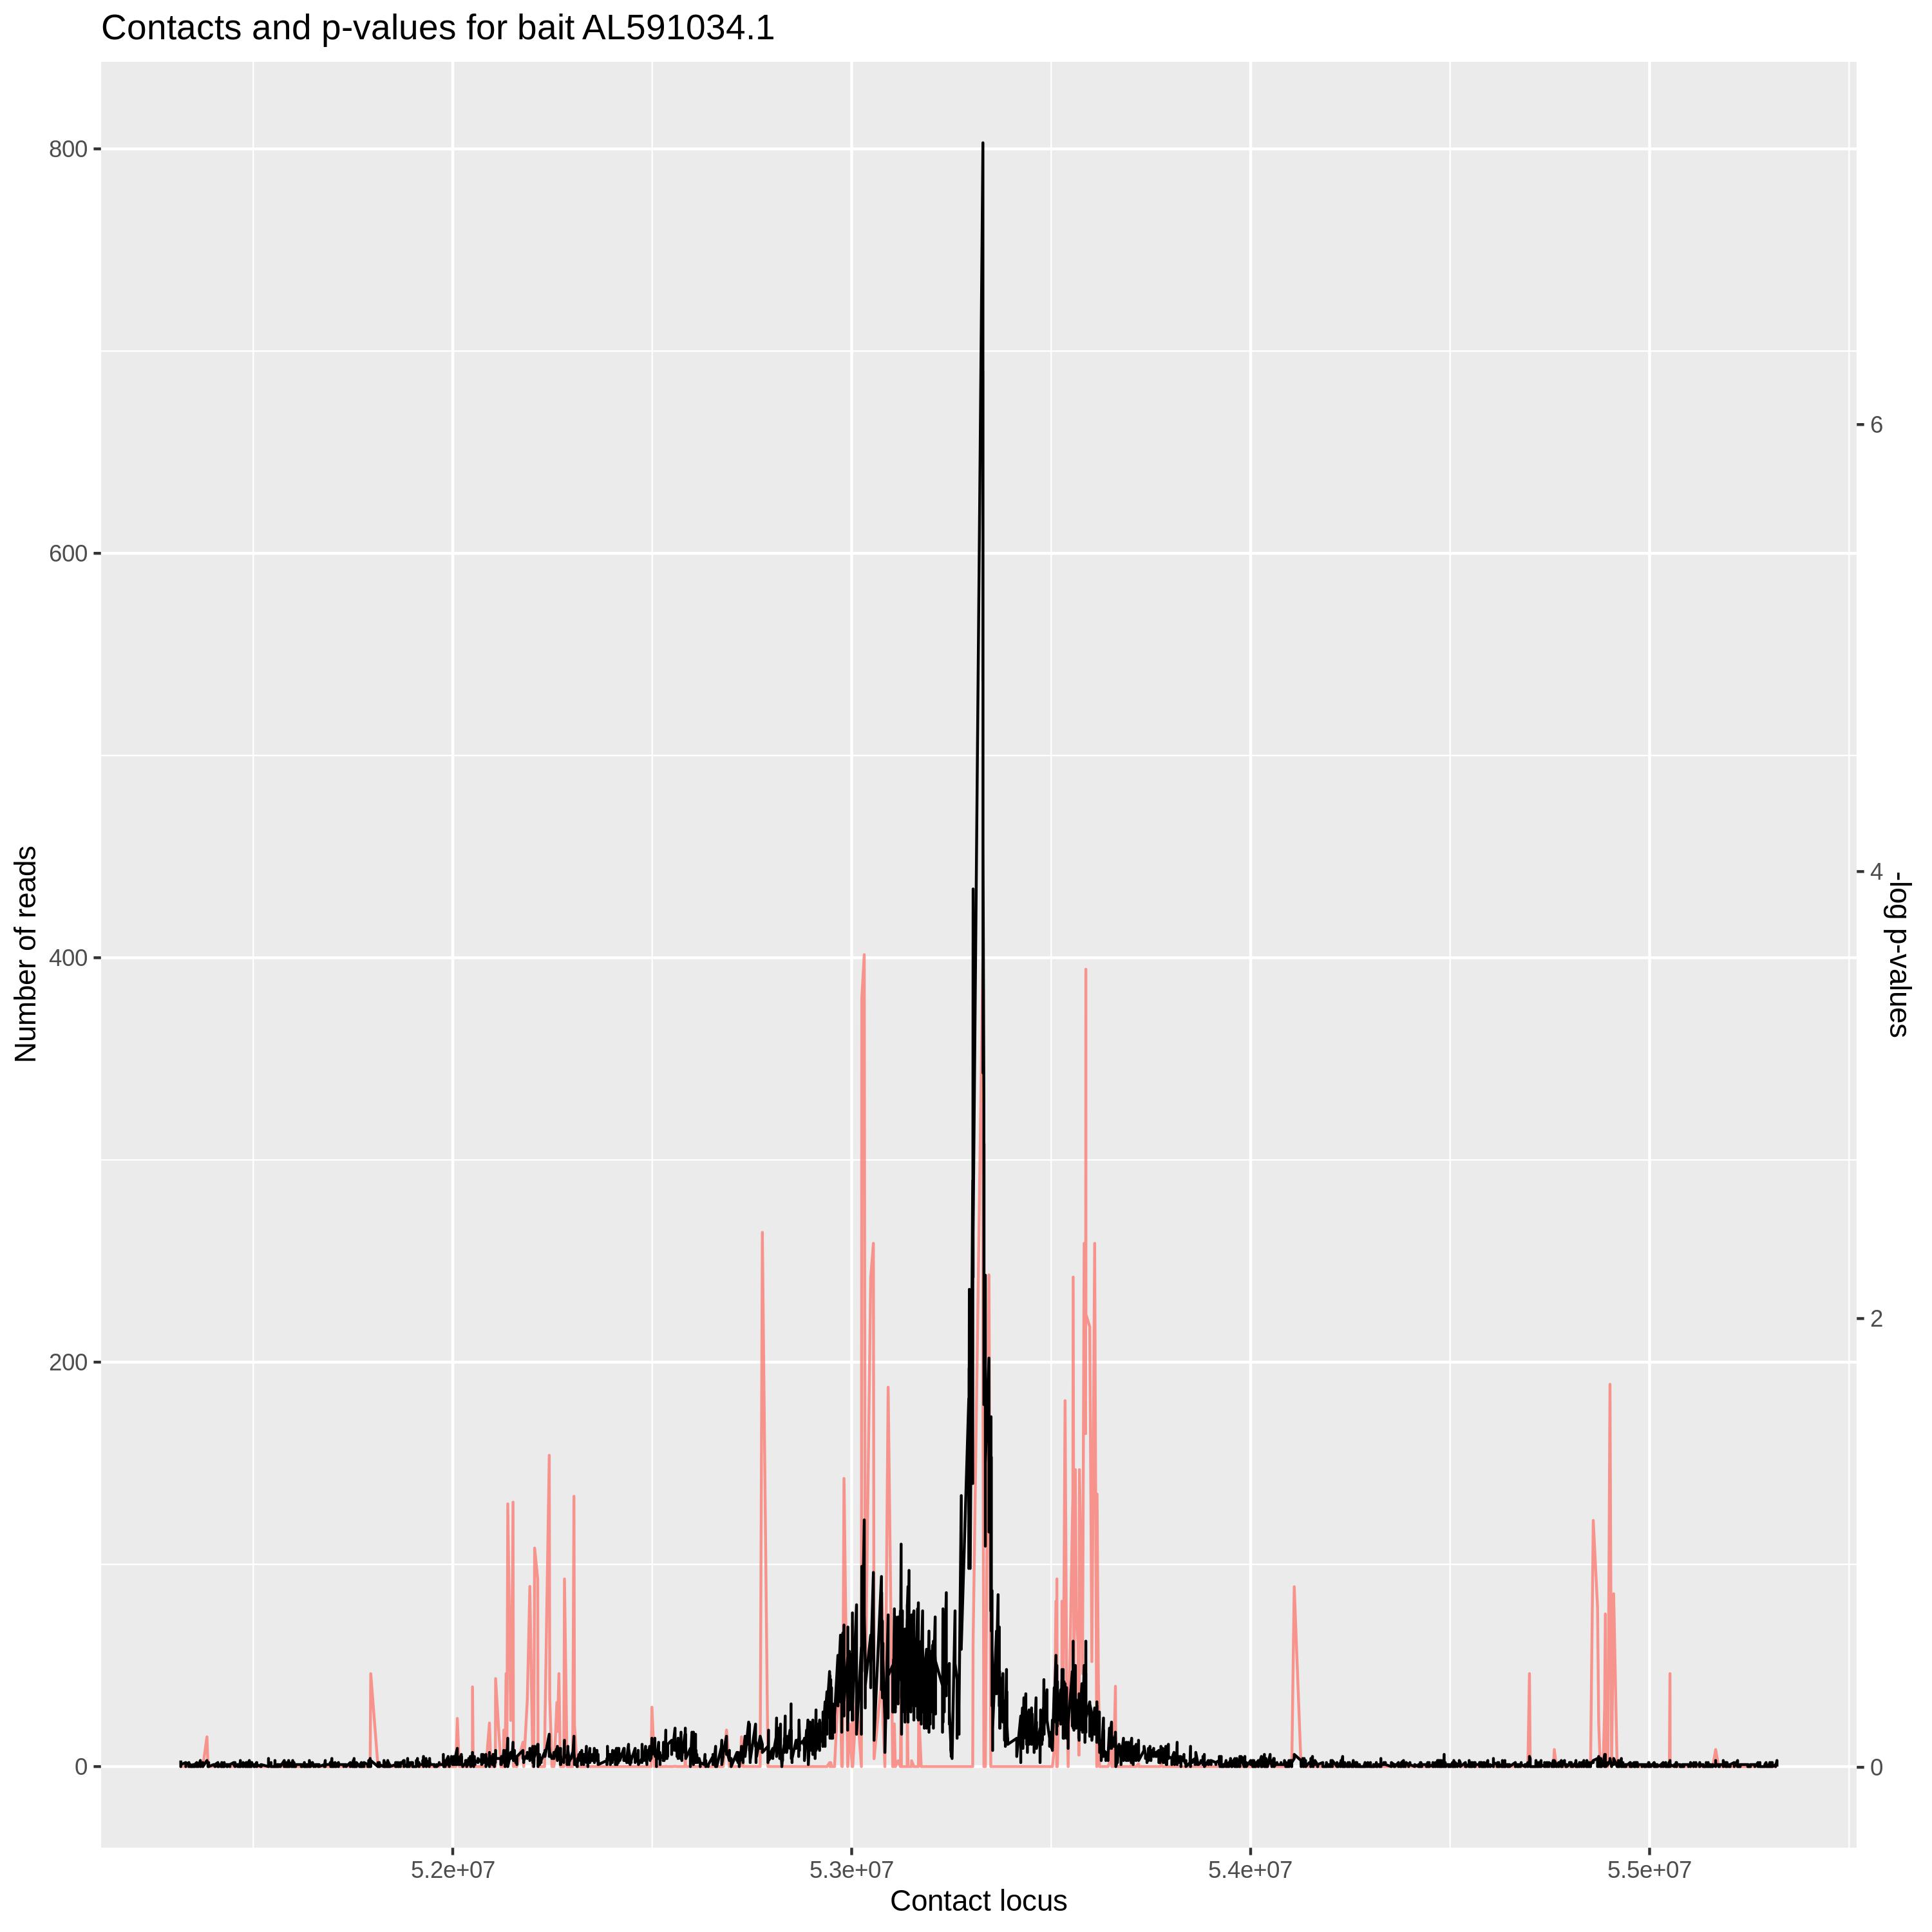 Contacts and p-values for bait AL591034.1
800
600
400
200
0
Number of reads
6
4
2
0
-log p-values
5.2e+07
5.3e+07
5.4e+07
5.5e+07
Contact locus